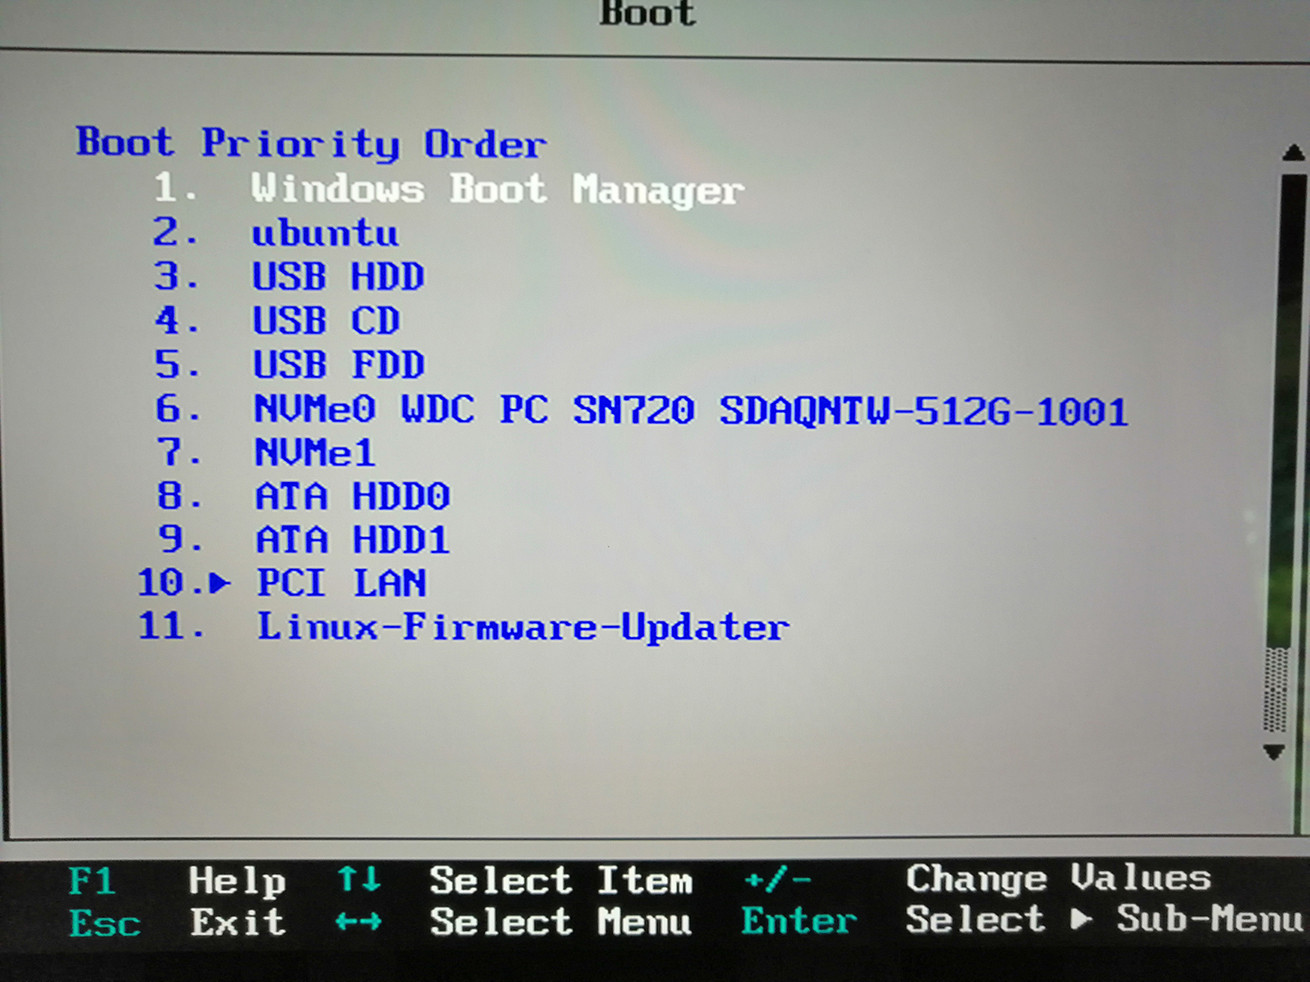 Boot
Boot Priority Order
1. Windows Boot Manager
2. ubuntu
3. USB HDD
4. USB CD
5. USB FDD
6. NVMe0 WDC PC SN720 SDAQNTW-512G-1001
7. NVMe1
8. ATA HDD0
9. ATA HDD1
10.▶ PCI LAN
11. Linux-Firmware-Updater
F1 Help ↑↓ Select Item +/- Change Values
Esc Exit ←→ Select Menu Enter Select ▶ Sub-Menu